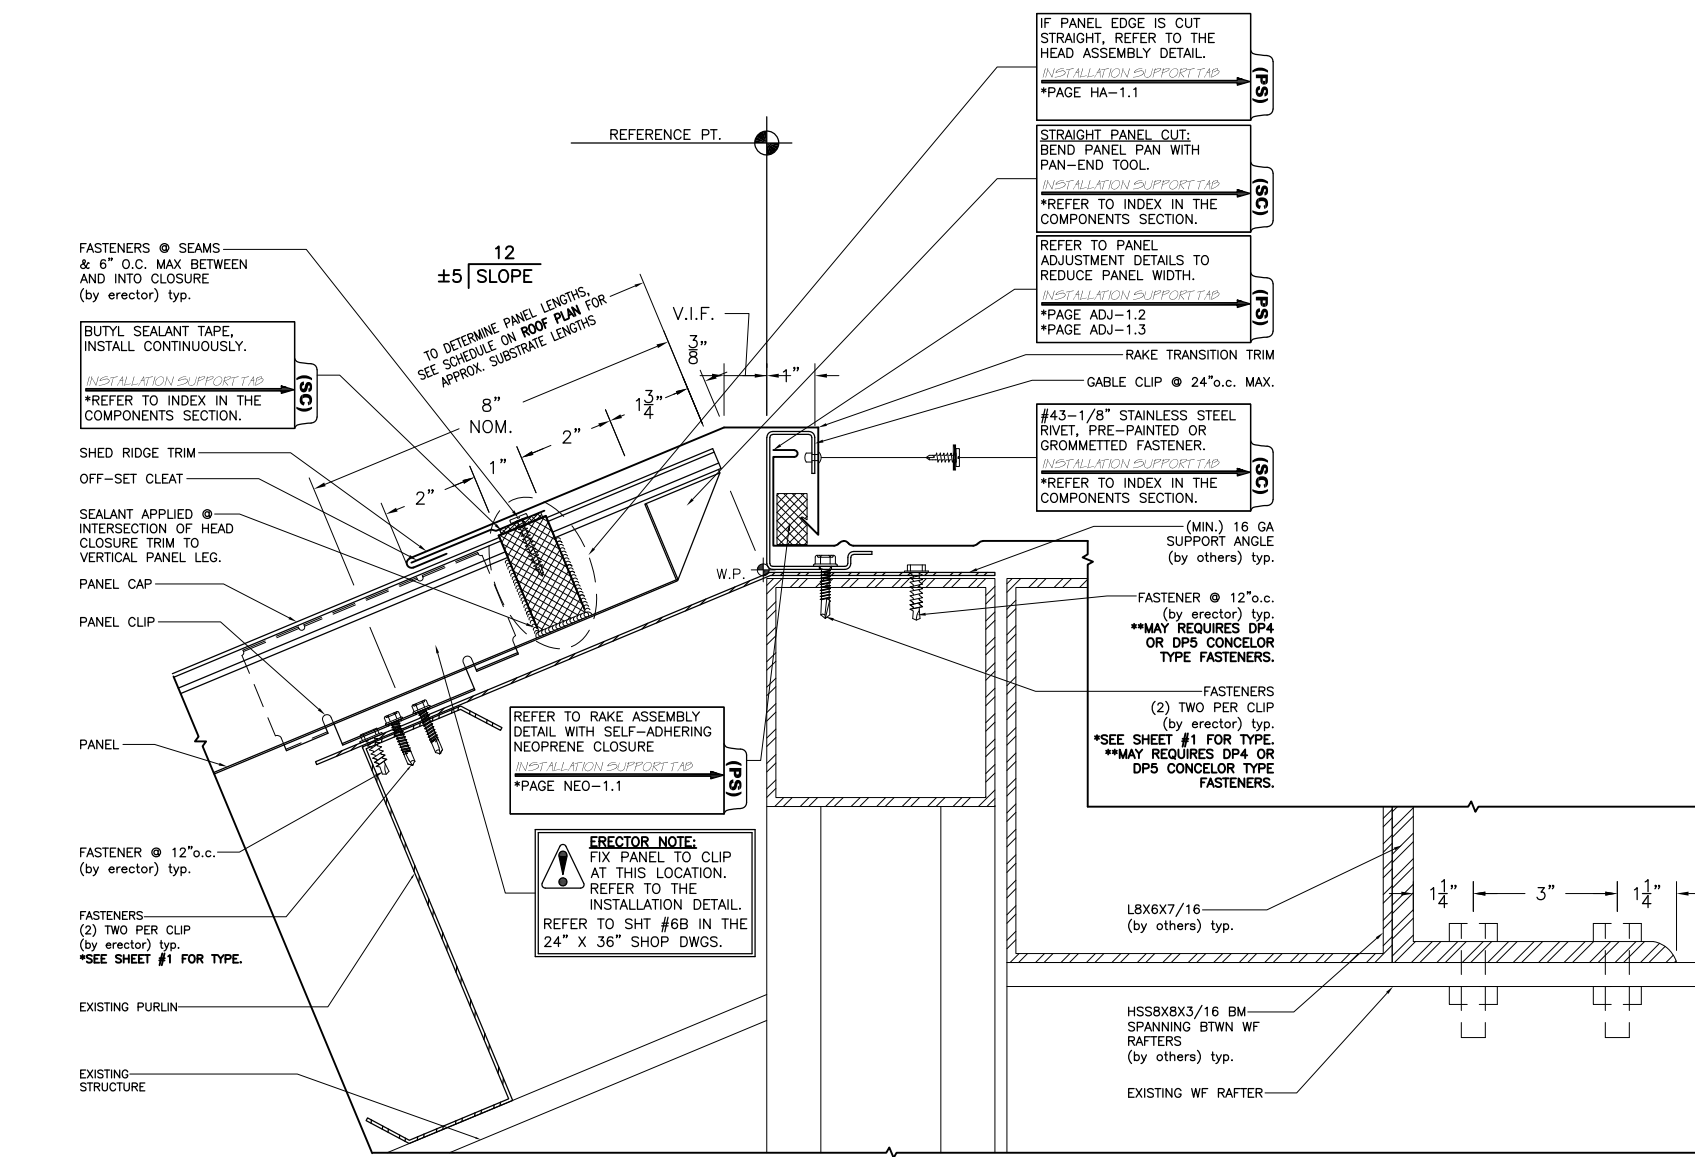 IF PANEL EDGE IS CUT
STRAIGHT, REFER TO THE
HEAD ASSEMBLY DETAIL.
INSTALLATION SUPPORT TAB
*PAGE HA-1.1
(PS)
STRAIGHT PANEL CUT:
BEND PANEL PAN WITH
PAN-END TOOL.
INSTALLATION SUPPORT TAB
*REFER TO INDEX IN THE
COMPONENTS SECTION.
(SC)
REFER TO PANEL
ADJUSTMENT DETAILS TO
REDUCE PANEL WIDTH.
INSTALLATION SUPPORT TAB
*PAGE ADJ-1.2
*PAGE ADJ-1.3
(PS)
RAKE TRANSITION TRIM
GABLE CLIP @ 24"o.c. MAX.
#43-1/8" STAINLESS STEEL
RIVET, PRE-PAINTED OR
GROMMETTED FASTENER.
INSTALLATION SUPPORT TAB
*REFER TO INDEX IN THE
COMPONENTS SECTION.
(SC)
(MIN.) 16 GA
SUPPORT ANGLE
(by others) typ.
FASTENER @ 12"o.c.
(by erector) typ.
**MAY REQUIRES DP4
OR DP5 CONCELOR
TYPE FASTENERS.
FASTENERS
(2) TWO PER CLIP
(by erector) typ.
*SEE SHEET #1 FOR TYPE.
**MAY REQUIRES DP4 OR
DP5 CONCELOR TYPE
FASTENERS.
REFERENCE PT.
12
±5 SLOPE
TO DETERMINE PANEL LENGTHS,
SEE SCHEDULE ON ROOF PLAN FOR
APPROX. SUBSTRATE LENGTHS
V.I.F.
3/8"
1"
8"
NOM.
1 3/4"
2"
1"
2"
W.P.
FASTENERS @ SEAMS
& 6" O.C. MAX BETWEEN
AND INTO CLOSURE
(by erector) typ.
BUTYL SEALANT TAPE,
INSTALL CONTINUOUSLY.
INSTALLATION SUPPORT TAB
*REFER TO INDEX IN THE
COMPONENTS SECTION.
(SC)
SHED RIDGE TRIM
OFF-SET CLEAT
SEALANT APPLIED @
INTERSECTION OF HEAD
CLOSURE TRIM TO
VERTICAL PANEL LEG.
PANEL CAP
PANEL CLIP
PANEL
FASTENER @ 12"o.c.
(by erector) typ.
FASTENERS
(2) TWO PER CLIP
(by erector) typ.
*SEE SHEET #1 FOR TYPE.
EXISTING PURLIN
EXISTING
STRUCTURE
REFER TO RAKE ASSEMBLY
DETAIL WITH SELF-ADHERING
NEOPRENE CLOSURE
INSTALLATION SUPPORT TAB
*PAGE NEO-1.1
(PS)
ERECTOR NOTE:
FIX PANEL TO CLIP
AT THIS LOCATION.
REFER TO THE
INSTALLATION DETAIL.
REFER TO SHT #6B IN THE
24" X 36" SHOP DWGS.
1 1/4"
3"
1 1/4"
L8X6X7/16
(by others) typ.
HSS8X8X3/16 BM
SPANNING BTWN WF
RAFTERS
(by others) typ.
EXISTING WF RAFTER